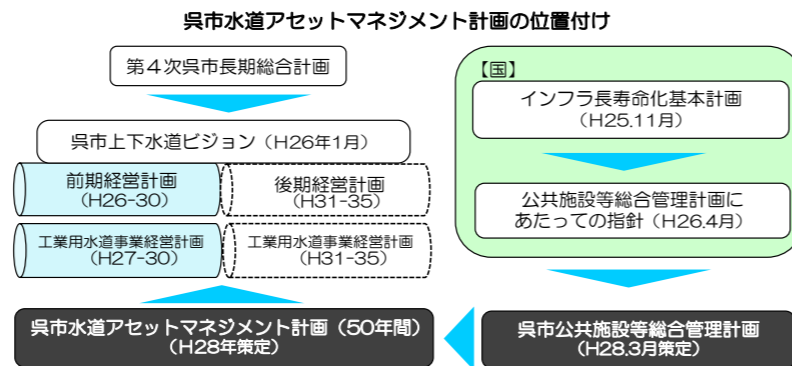 呉市水道アセットマネジメント計画の位置付け
第4次呉市長期総合計画
呉市上下水道ビジョン（H26年1月）
前期経営計画
（H26-30）
後期経営計画
（H31-35）
工業用水道事業経営計画
（H27-30）
工業用水道事業経営計画
（H31-35）
呉市水道アセットマネジメント計画（50年間）
（H28年策定）
【国】
インフラ長寿命化基本計画
（H25.11月）
公共施設等総合管理計画に
あたっての指針（H26.4月）
呉市公共施設等総合管理計画
（H28.3月策定）